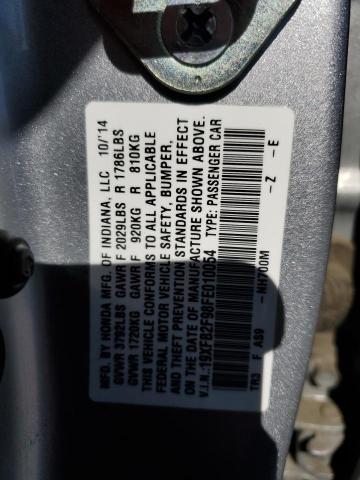 MFD. BY HONDA MFG. OF INDIANA, LLC 10/'14
GVWR 3792LBS GAWR F 2029LBS R 1786LBS
GVWR 1720KG GAWR F 920KG R 810KG
THIS VEHICLE CONFORMS TO ALL APPLICABLE
FEDERAL MOTOR VEHICLE SAFETY, BUMPER,
AND THEFT PREVENTION STANDARDS IN EFFECT
ON THE DATE OF MANUFACTURE SHOWN ABOVE.
V.I.N.:19XFB2F98FE010054 TYPE: PASSENGER CAR
TR3 F AS9 -NH700M -Z -E